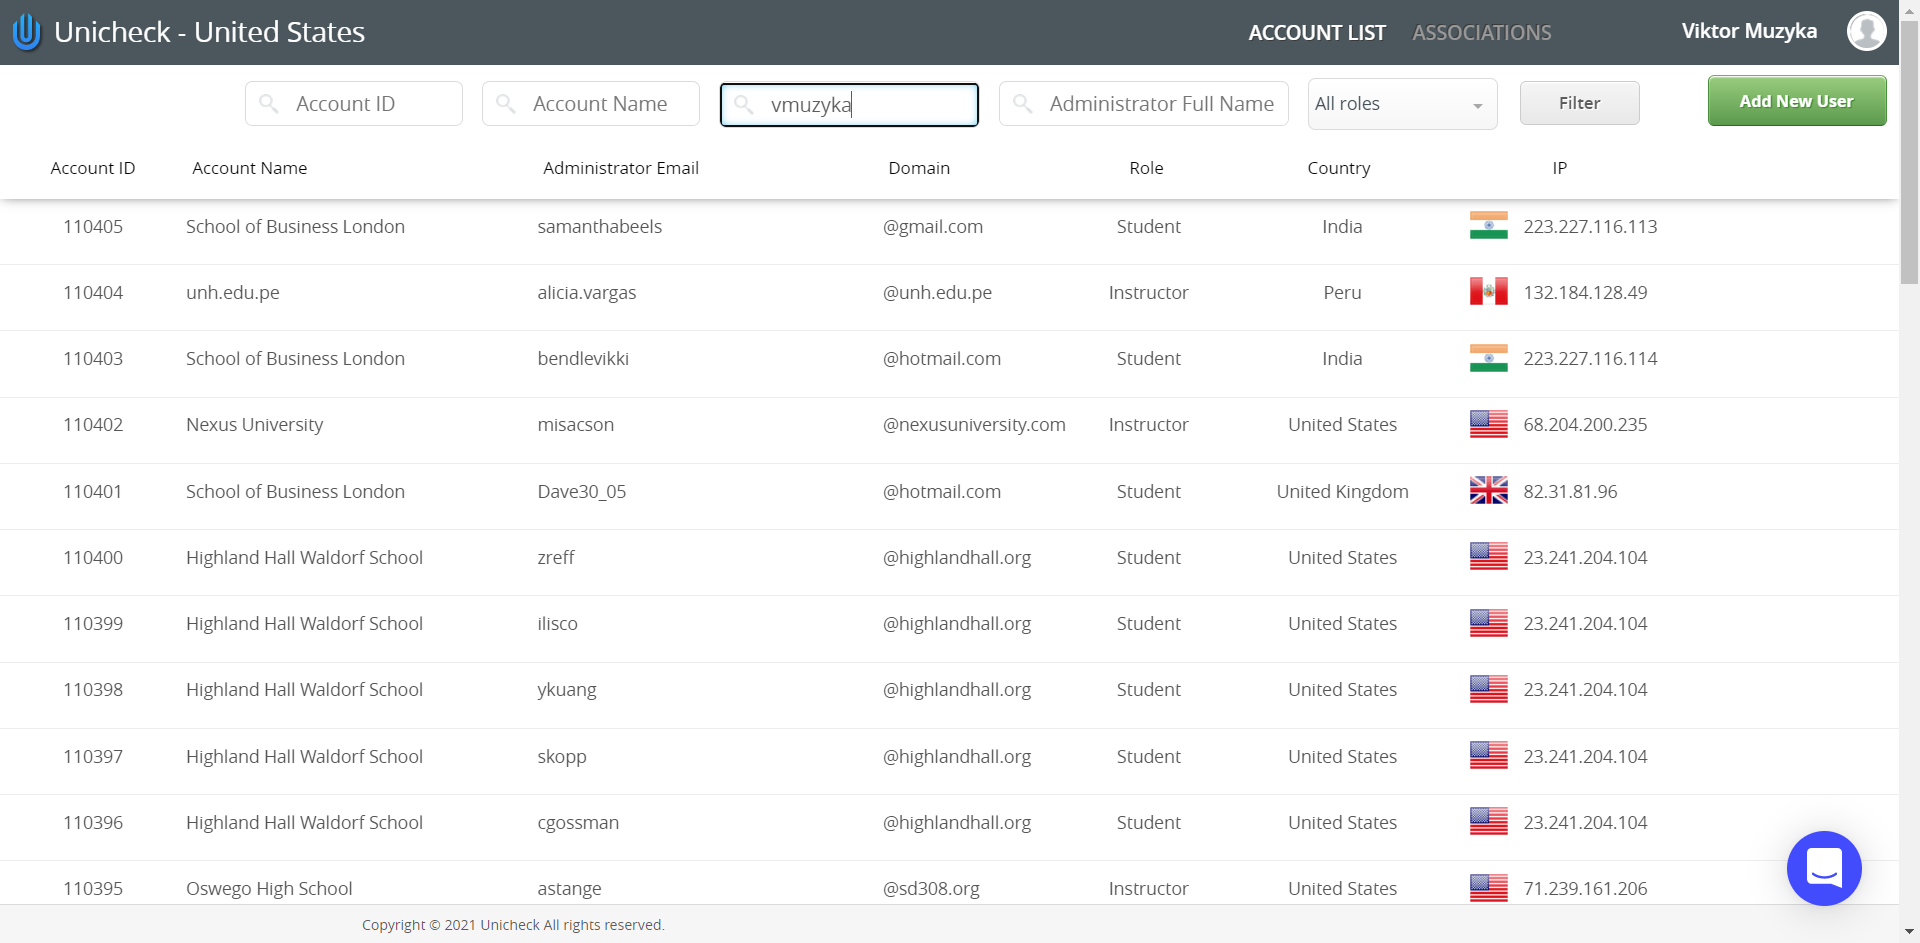 Unicheck - United States ACCOUNT LIST ASSOCIATIONS Viktor Muzyka
Account ID Account Name vmuzyka Administrator Full Name All roles Filter Add New User
Account ID Account Name Administrator Email Domain Role Country IP
110405 School of Business London samanthabeels @gmail.com Student India 223.227.116.113
110404 unh.edu.pe alicia.vargas @unh.edu.pe Instructor Peru 132.184.128.49
110403 School of Business London bendlevikki @hotmail.com Student India 223.227.116.114
110402 Nexus University misacson @nexusuniversity.com Instructor United States 68.204.200.235
110401 School of Business London Dave30_05 @hotmail.com Student United Kingdom 82.31.81.96
110400 Highland Hall Waldorf School zreff @highlandhall.org Student United States 23.241.204.104
110399 Highland Hall Waldorf School ilisco @highlandhall.org Student United States 23.241.204.104
110398 Highland Hall Waldorf School ykuang @highlandhall.org Student United States 23.241.204.104
110397 Highland Hall Waldorf School skopp @highlandhall.org Student United States 23.241.204.104
110396 Highland Hall Waldorf School cgossman @highlandhall.org Student United States 23.241.204.104
110395 Oswego High School astange @sd308.org Instructor United States 71.239.161.206
Copyright © 2021 Unicheck All rights reserved.